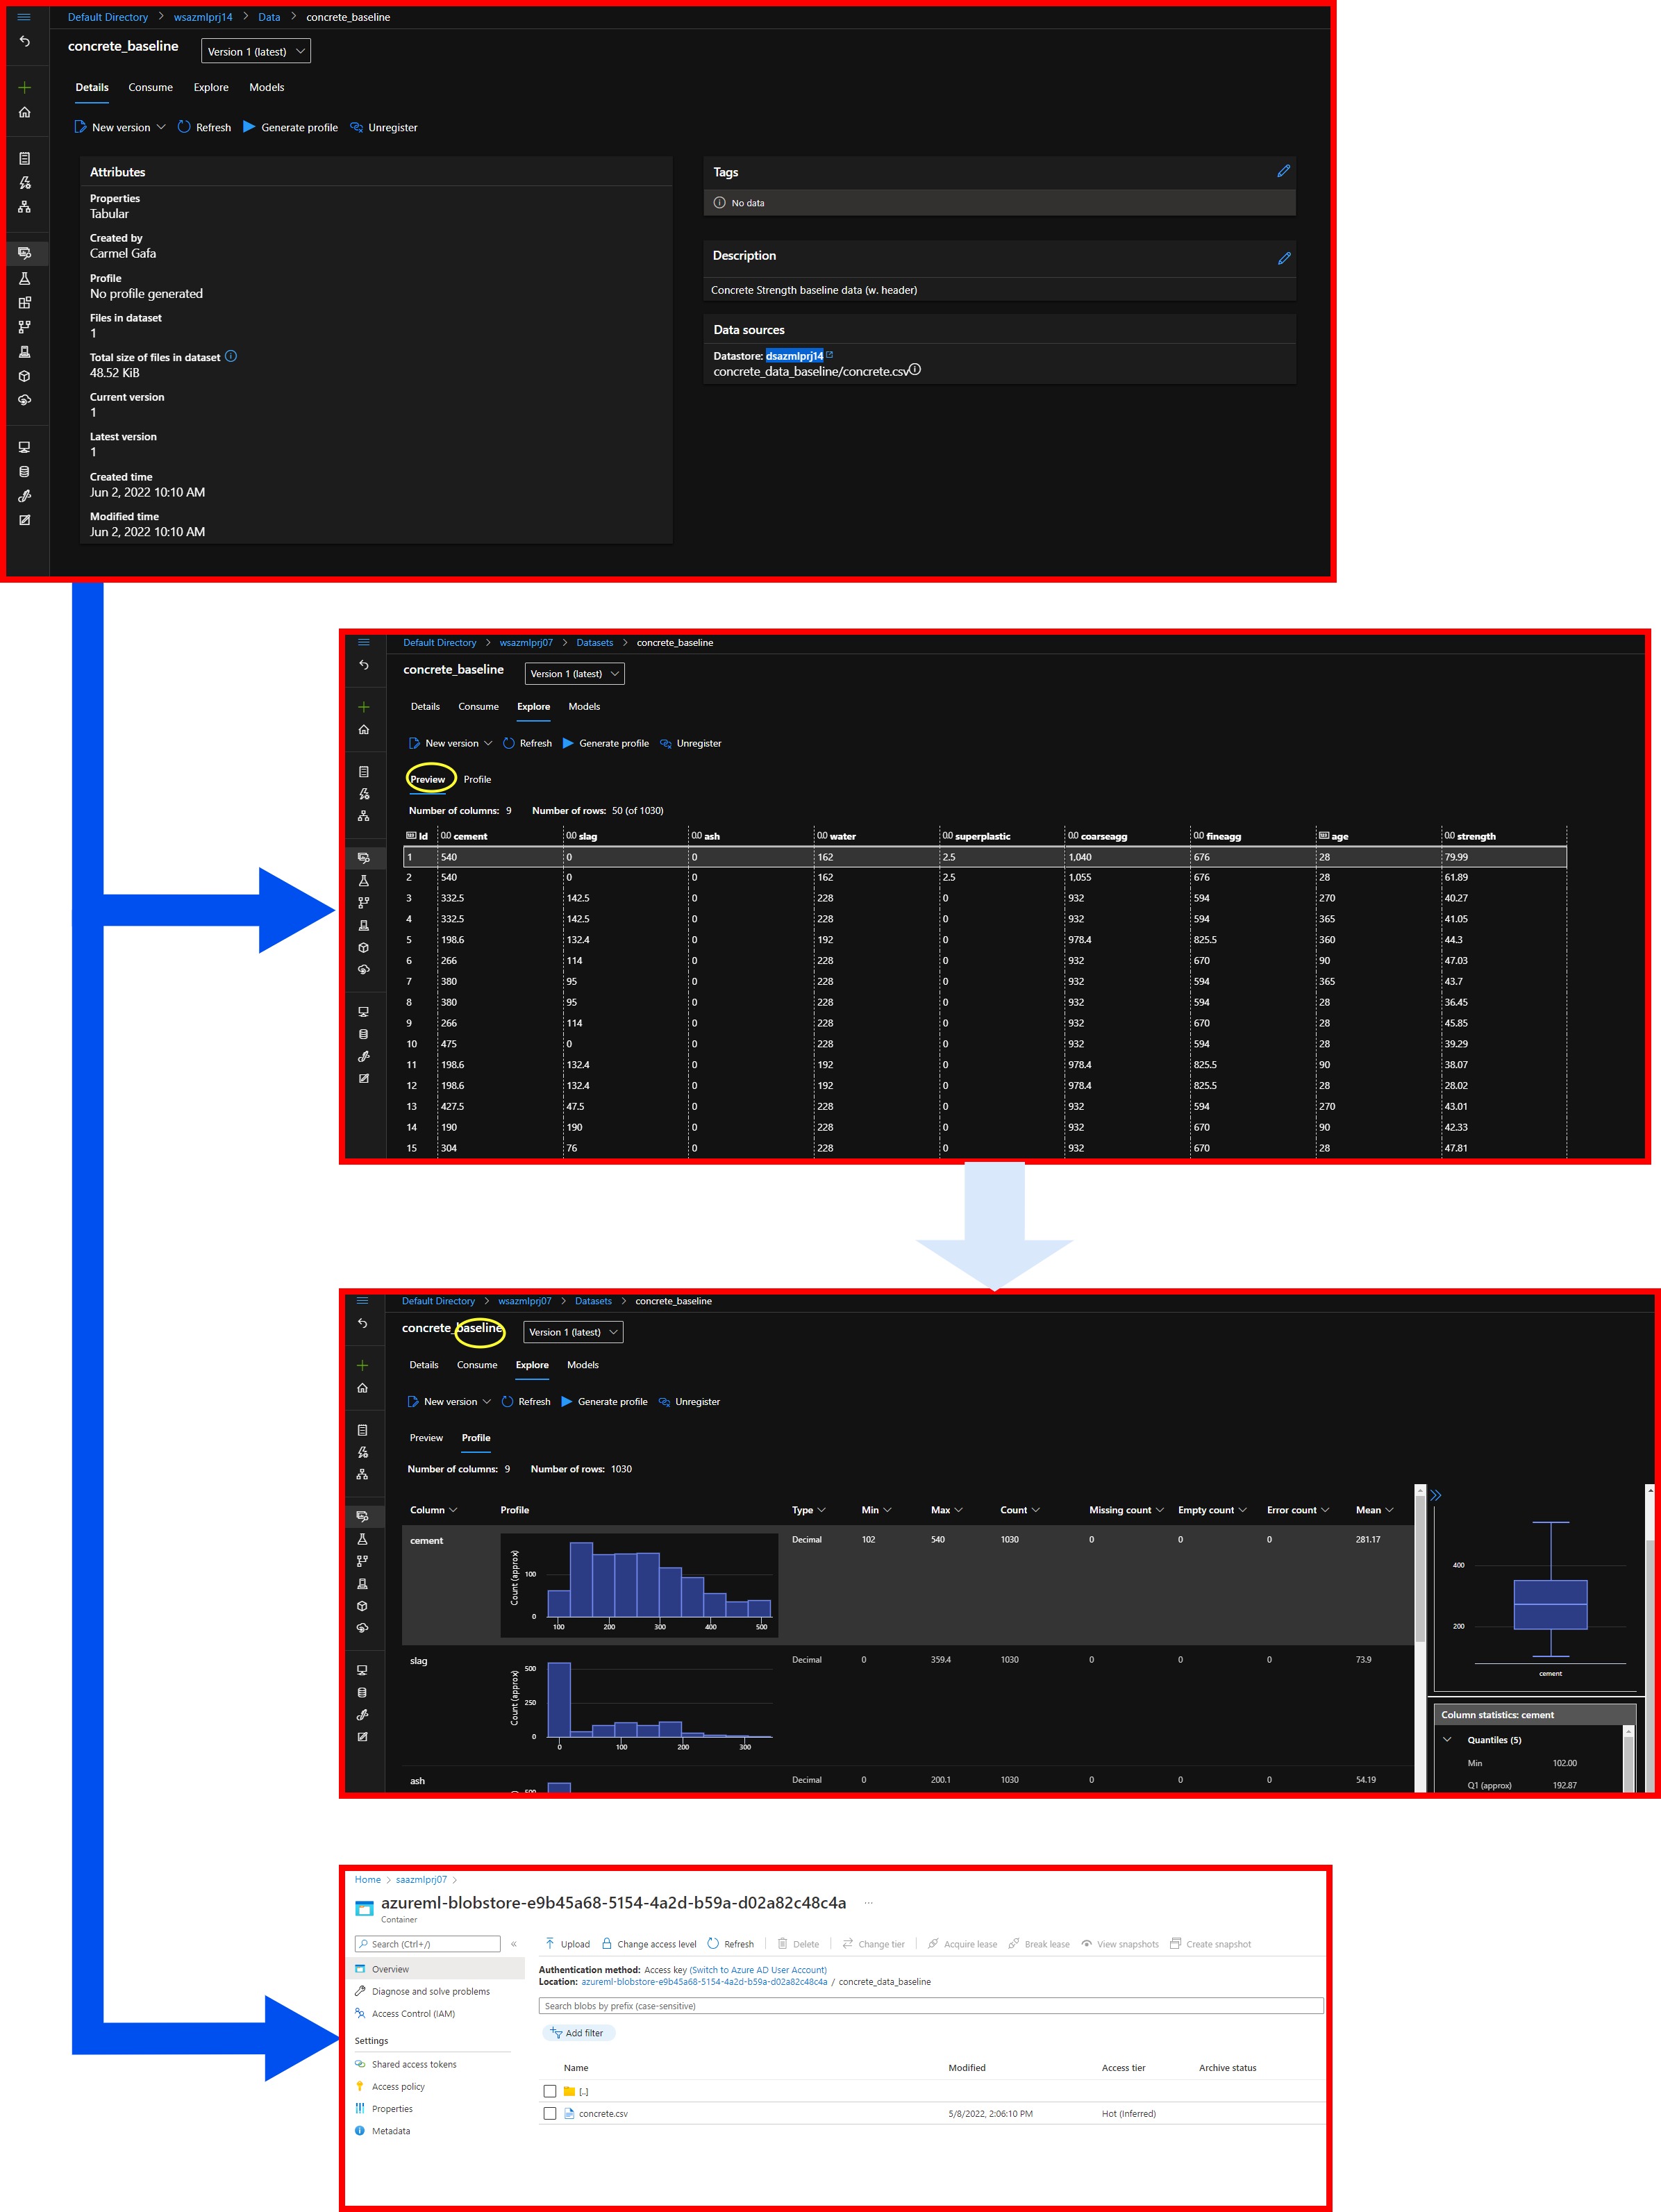 Default Directory > wsazmlprj14 > Data > concrete_baseline
concrete_baseline Version 1 (latest)
Details Consume Explore Models
New version Refresh Generate profile Unregister
Attributes
Properties
Tabular
Created by
Carmel Gafa
Profile
No profile generated
Files in dataset
1
Total size of files in dataset
48.52 KiB
Current version
1
Latest version
1
Created time
Jun 2, 2022 10:10 AM
Modified time
Jun 2, 2022 10:10 AM
Tags
No data
Description
Concrete Strength baseline data (w. header)
Data sources
Datastore: dsazmlprj14
concrete_data_baseline/concrete.csv
Default Directory > wsazmlprj07 > Datasets > concrete_baseline
concrete_baseline Version 1 (latest)
Details Consume Explore Models
New version Refresh Generate profile Unregister
Preview Profile
Number of columns: 9 Number of rows: 50 (of 1030)
Id 0.0 cement 0.0 slag 0.0 ash 0.0 water 0.0 superplastic 0.0 coarseagg 0.0 fineagg age 0.0 strength
1 540 0 0 162 2.5 1,040 676 28 79.99
2 540 0 0 162 2.5 1,055 676 28 61.89
3 332.5 142.5 0 228 0 932 594 270 40.27
4 332.5 142.5 0 228 0 932 594 365 41.05
5 198.6 132.4 0 192 0 978.4 825.5 360 44.3
6 266 114 0 228 0 932 670 90 47.03
7 380 95 0 228 0 932 594 365 43.7
8 380 95 0 228 0 932 594 28 36.45
9 266 114 0 228 0 932 670 28 45.85
10 475 0 0 228 0 932 594 28 39.29
11 198.6 132.4 0 192 0 978.4 825.5 90 38.07
12 198.6 132.4 0 192 0 978.4 825.5 28 28.02
13 427.5 47.5 0 228 0 932 594 270 43.01
14 190 190 0 228 0 932 670 90 42.33
15 304 76 0 228 0 932 670 28 47.81
Default Directory > wsazmlprj07 > Datasets > concrete_baseline
concrete_baseline Version 1 (latest)
Details Consume Explore Models
New version Refresh Generate profile Unregister
Preview Profile
Number of columns: 9 Number of rows: 1030
Column Profile Type Min Max Count Missing count Empty count Error count Mean
cement Decimal 102 540 1030 0 0 0 281.17
Count (approx)
100
0
100 200 300 400 500
slag Decimal 0 359.4 1030 0 0 0 73.9
Count (approx)
500
250
0
0 100 200 300
ash Decimal 0 200.1 1030 0 0 0 54.19
500
400
200
cement
Column statistics: cement
Quantiles (5)
Min 102.00
Q1 (approx) 192.87
Home > saazmlprj07 >
azureml-blobstore-e9b45a68-5154-4a2d-b59a-d02a82c48c4a ...
Container
Search (Ctrl+/) «
Upload Change access level Refresh Delete Change tier Acquire lease Break lease View snapshots Create snapshot
Overview
Diagnose and solve problems
Access Control (IAM)
Settings
Shared access tokens
Access policy
Properties
Metadata
Authentication method: Access key (Switch to Azure AD User Account)
Location: azureml-blobstore-e9b45a68-5154-4a2d-b59a-d02a82c48c4a / concrete_data_baseline
Search blobs by prefix (case-sensitive)
Add filter
Name Modified Access tier Archive status
[..]
concrete.csv 5/8/2022, 2:06:10 PM Hot (Inferred)